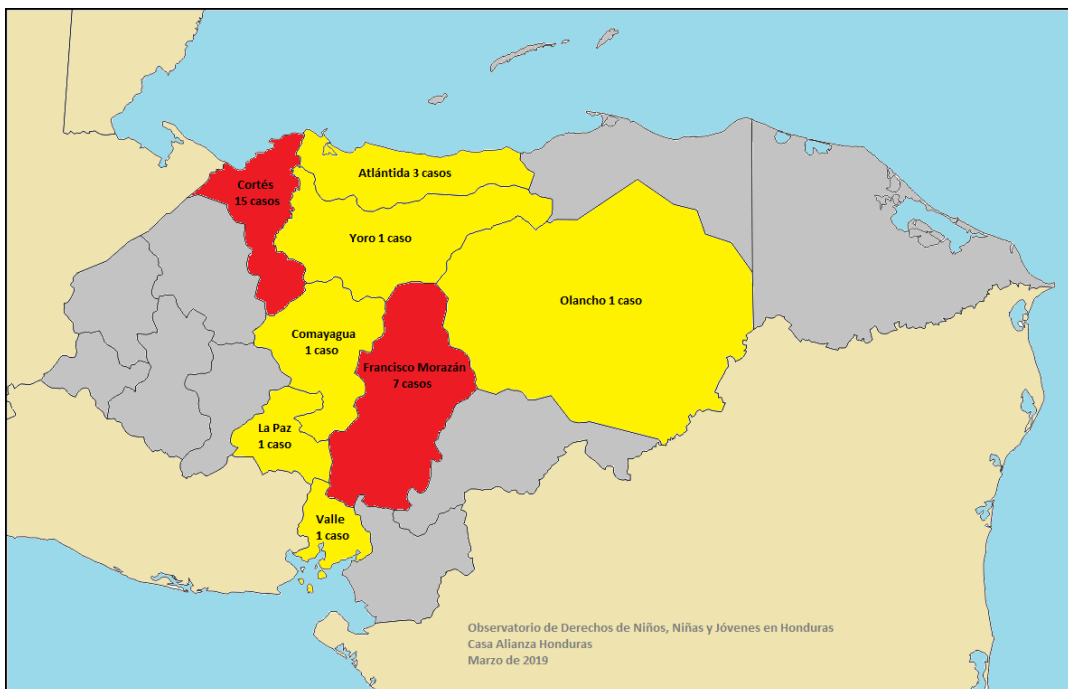 Atlántida 3 casos
Cortés
15 casos
Yoro 1 caso
Olancho 1 caso
Comayagua
1 caso
Francisco Morazán
7 casos
La Paz
1 caso
Valle
1 caso
Observatorio de Derechos de Niños, Niñas y Jóvenes en Honduras
Casa Alianza Honduras
Marzo de 2019